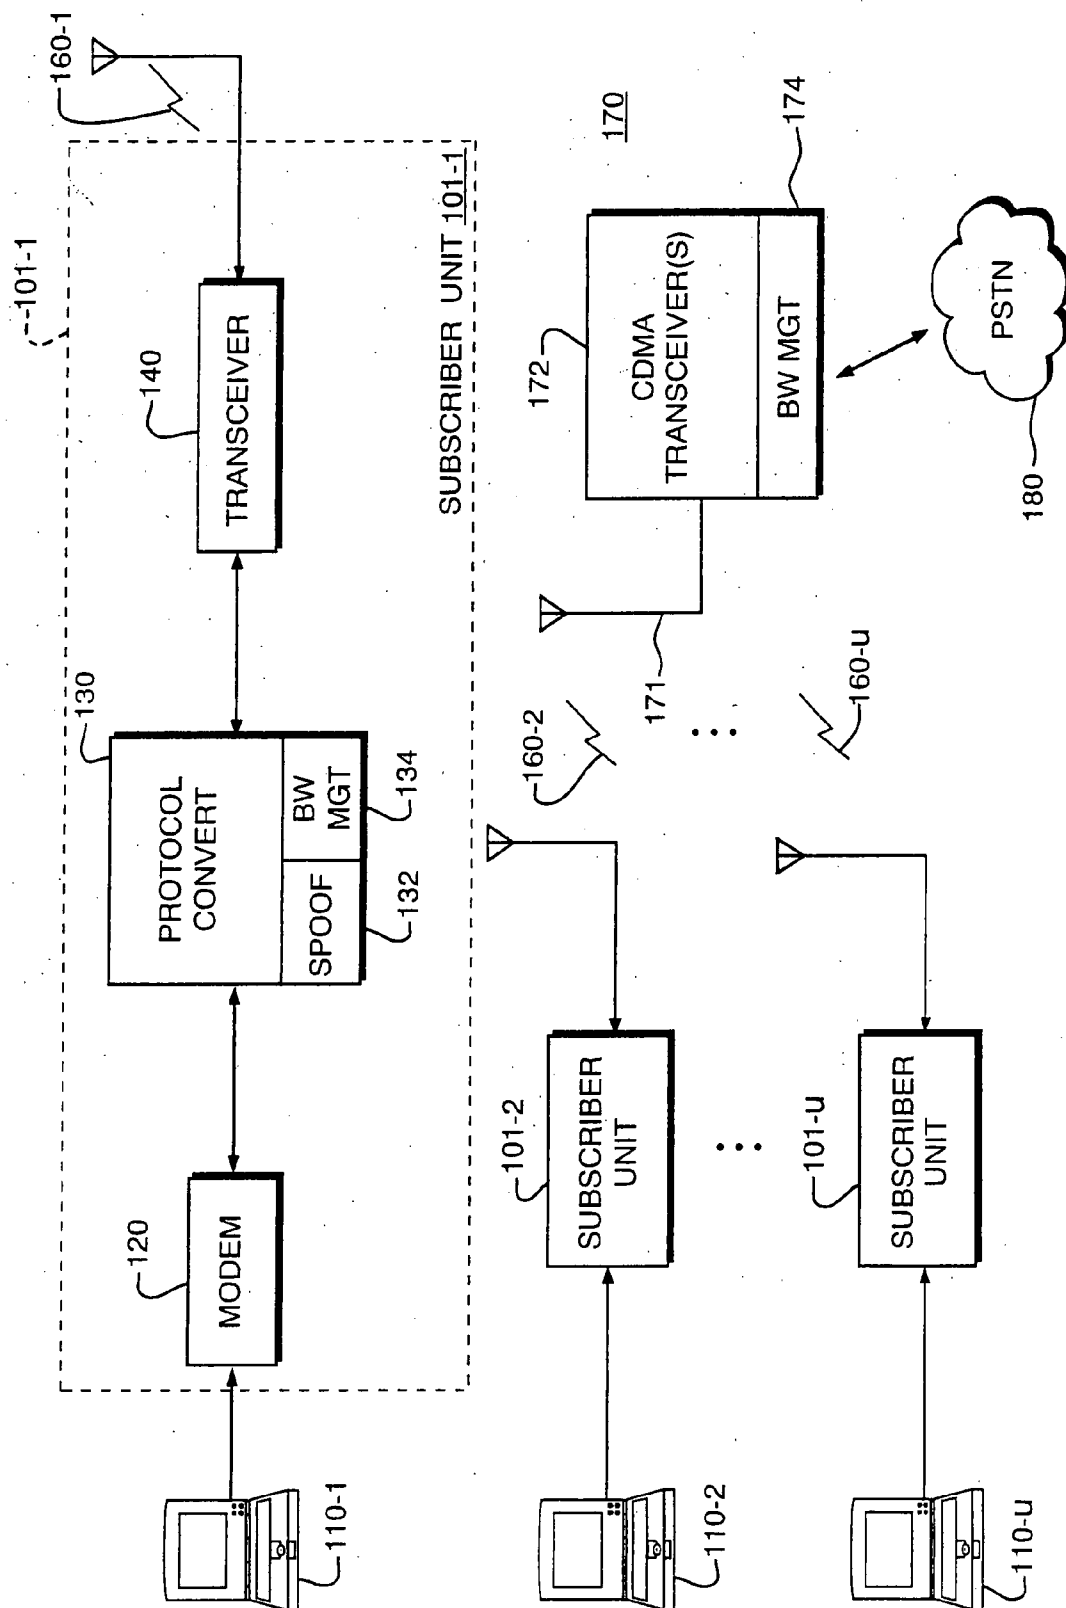 101-1
160-1
120
MODEM
130
PROTOCOL
CONVERT
SPOOF
BW
MGT
132
134
140
TRANSCEIVER
SUBSCRIBER UNIT 101-1
110-1
101-2
SUBSCRIBER
UNIT
110-2
160-2
171
172
CDMA
TRANSCEIVER(S)
BW MGT
170
174
101-u
SUBSCRIBER
UNIT
110-u
160-u
180
PSTN